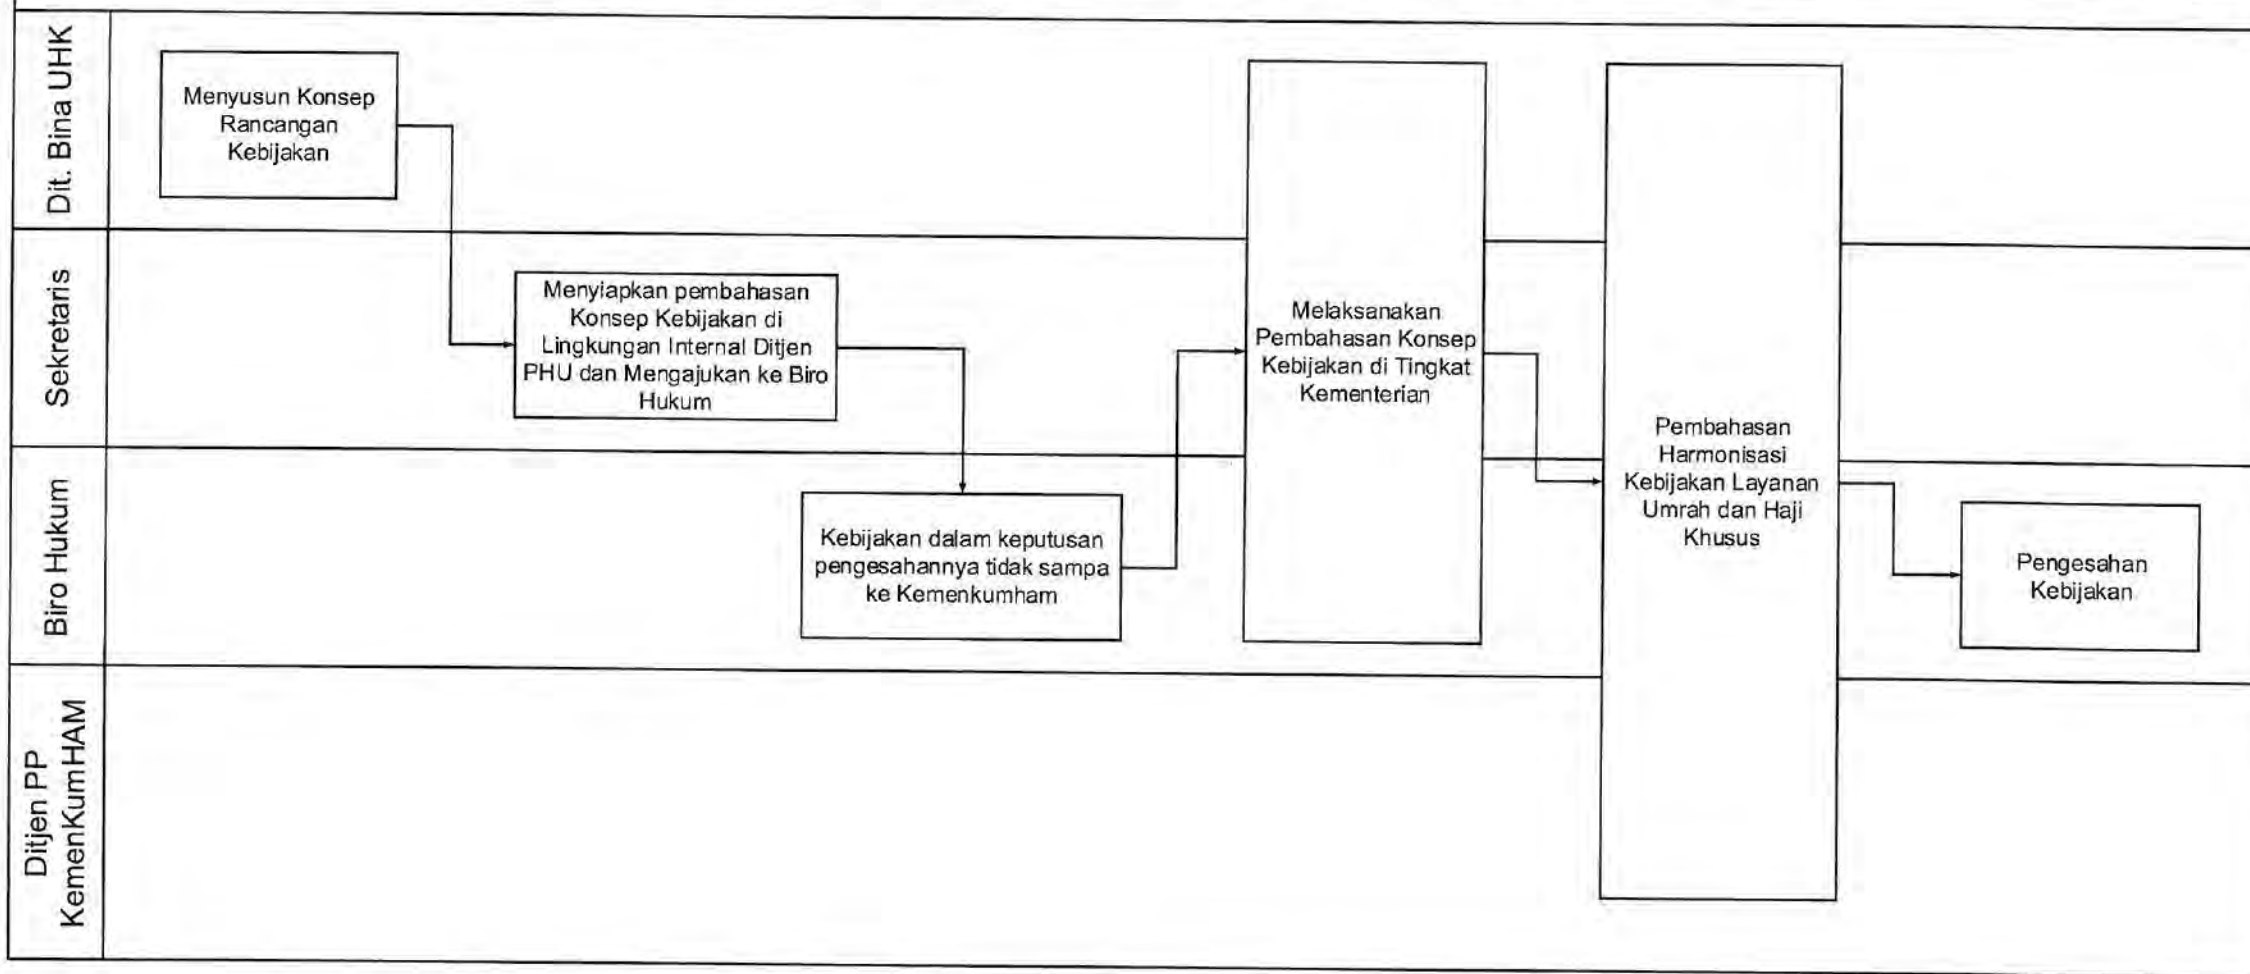 Dit. Bina UHK
Menyusun Konsep
Rancangan
Kebijakan
Sekretaris
Menyiapkan pembahasan
Konsep Kebijakan di
Lingkungan Internal Ditjen
PHU dan Mengajukan ke Biro
Hukum
Biro Hukum
Kebijakan dalam keputusan
pengesahannya tidak sampa
ke Kemenkumham
Melaksanakan
Pembahasan Konsep
Kebijakan di Tingkat
Kementerian
Pembahasan
Harmonisasi
Kebijakan Layanan
Umrah dan Haji
Khusus
Pengesahan
Kebijakan
Ditjen PP
KemenKumHAM